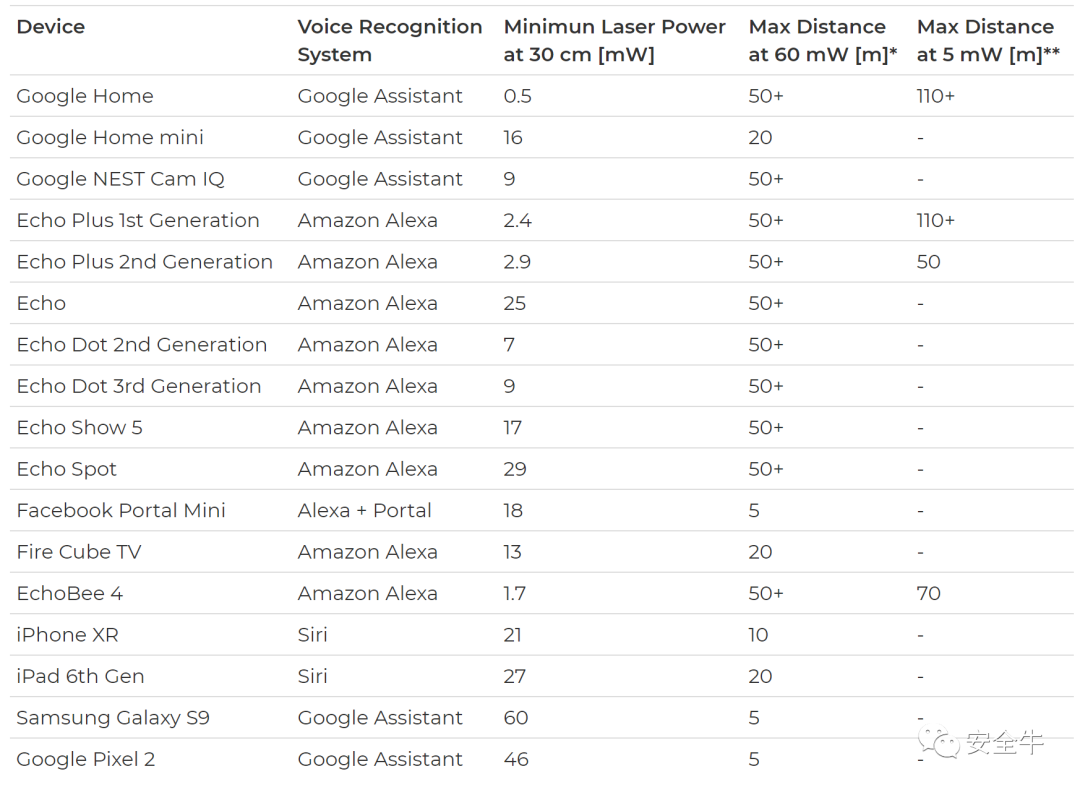 Device Voice Recognition System Minimun Laser Power at 30 cm [mW] Max Distance at 60 mW [m]* Max Distance at 5 mW [m]**
Google Home Google Assistant 0.5 50+ 110+
Google Home mini Google Assistant 16 20 -
Google NEST Cam IQ Google Assistant 9 50+ -
Echo Plus 1st Generation Amazon Alexa 2.4 50+ 110+
Echo Plus 2nd Generation Amazon Alexa 2.9 50+ 50
Echo Amazon Alexa 25 50+ -
Echo Dot 2nd Generation Amazon Alexa 7 50+ -
Echo Dot 3rd Generation Amazon Alexa 9 50+ -
Echo Show 5 Amazon Alexa 17 50+ -
Echo Spot Amazon Alexa 29 50+ -
Facebook Portal Mini Alexa + Portal 18 5 -
Fire Cube TV Amazon Alexa 13 20 -
EchoBee 4 Amazon Alexa 1.7 50+ 70
iPhone XR Siri 21 10 -
iPad 6th Gen Siri 27 20 -
Samsung Galaxy S9 Google Assistant 60 5 -
Google Pixel 2 Google Assistant 46 5 -
安全牛